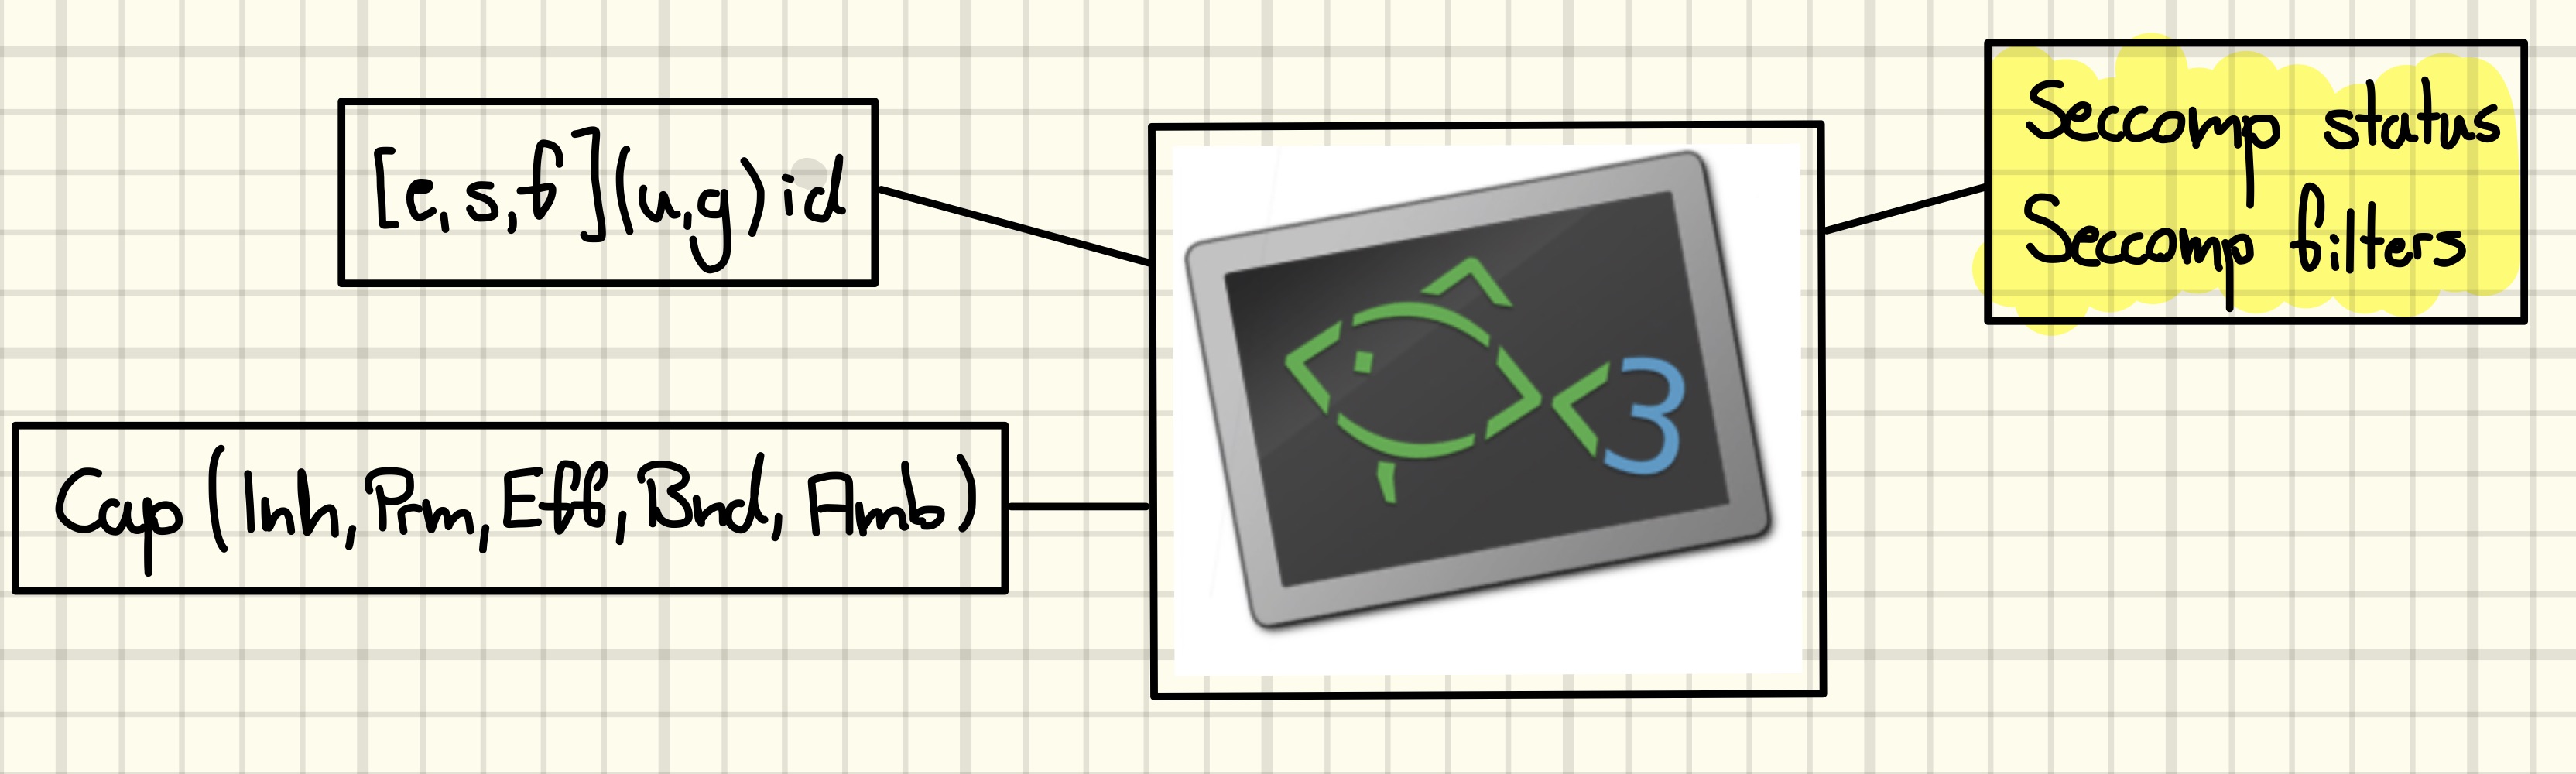 [e,s,f](u,g)id
Seccomp status
Seccomp filters
Cap (Inh, Prm, Eff, Bnd, Amb)
<3